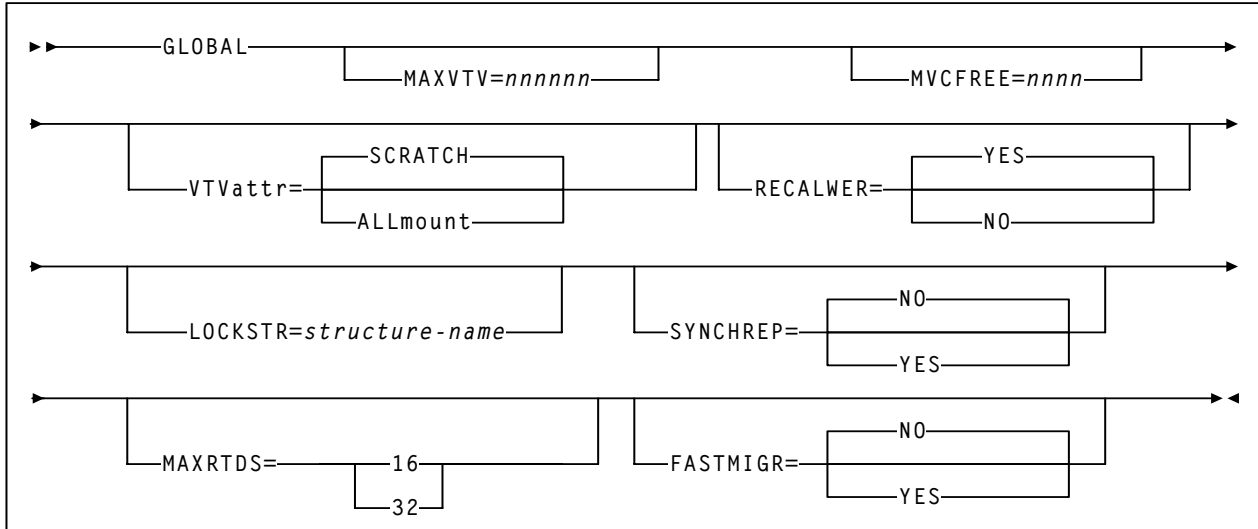 GLOBAL
MAXVTV=nnnnnn
MVCFREE=nnnn
SCRATCH
VTVattr=
ALLmount
YES
RECALWER=
NO
LOCKSTR=structure-name
NO
SYNCHREP=
YES
MAXRTDS=
16
32
NO
FASTMIGR=
YES